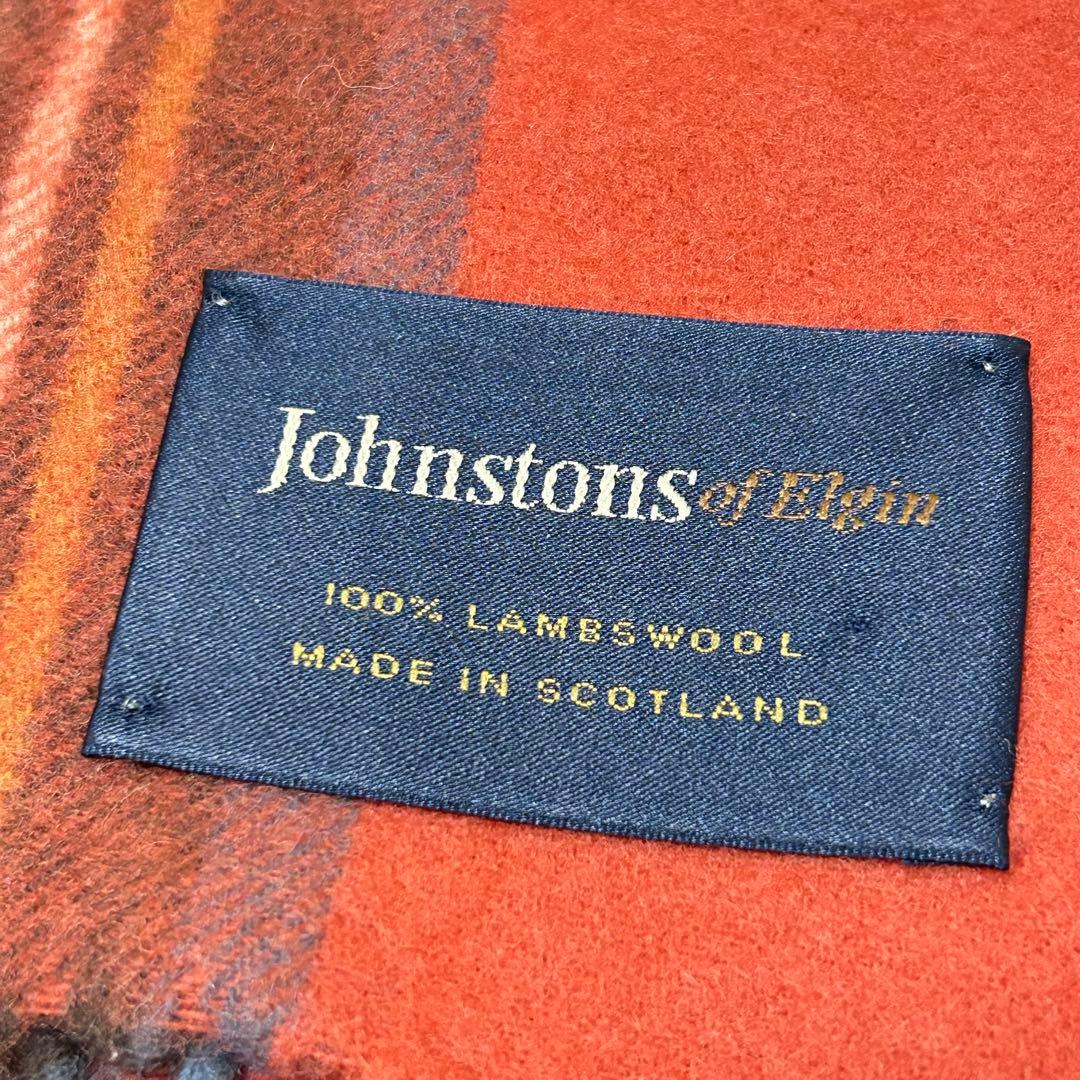 Johnstons of Elgin
100% LAMBSWOOL
MADE IN SCOTLAND